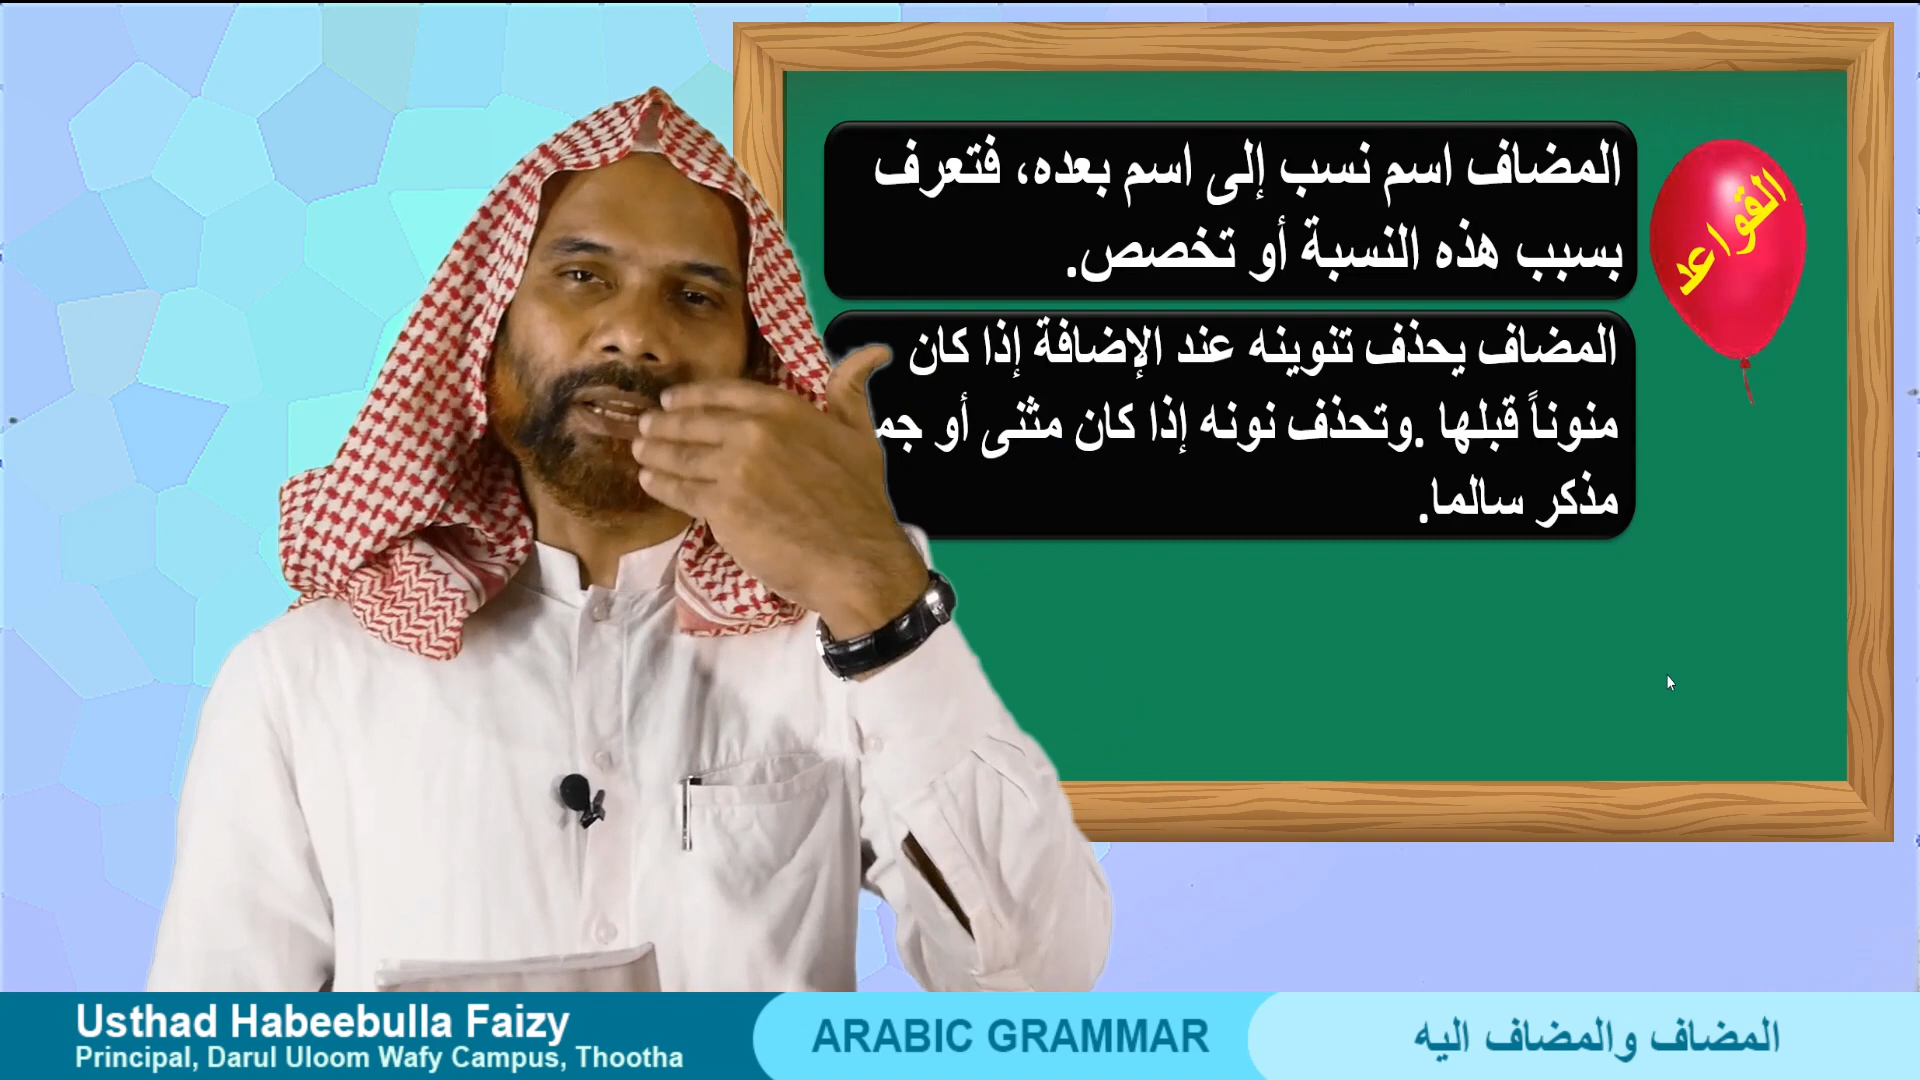 المضاف اسم نسب إلى اسم بعده، فتعرف
بسبب هذه النسبة أو تخصص.
القواعد
المضاف يحذف تنوينه عند الإضافة إذا كان
منوناً قبلها .وتحذف نونه إذا كان مثنى أو
مذكر سالما.
Usthad Habeebulla Faizy
Principal, Darul Uloom Wafy Campus, Thootha
ARABIC GRAMMAR
المضاف والمضاف اليه